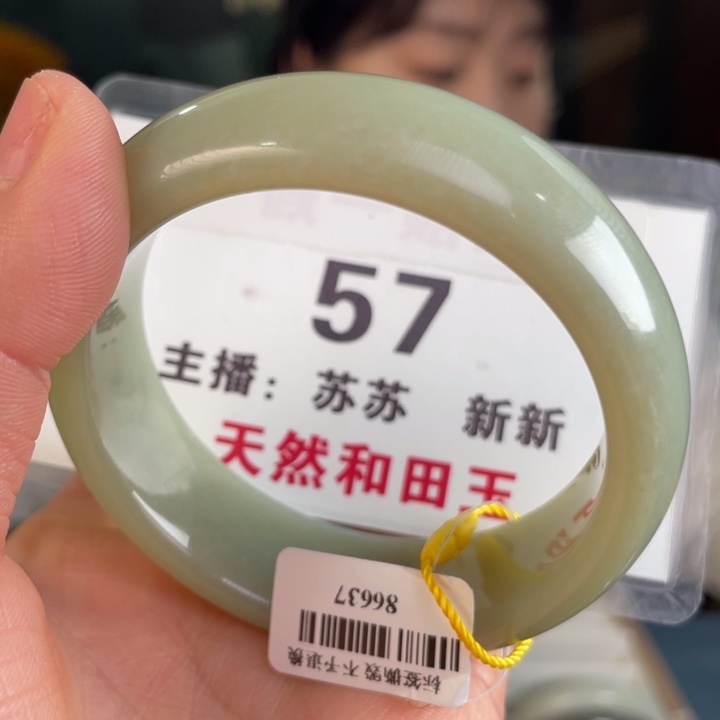 57
主播: 苏苏 新新
天然和田玉
86637
标签撕毁 不予退换